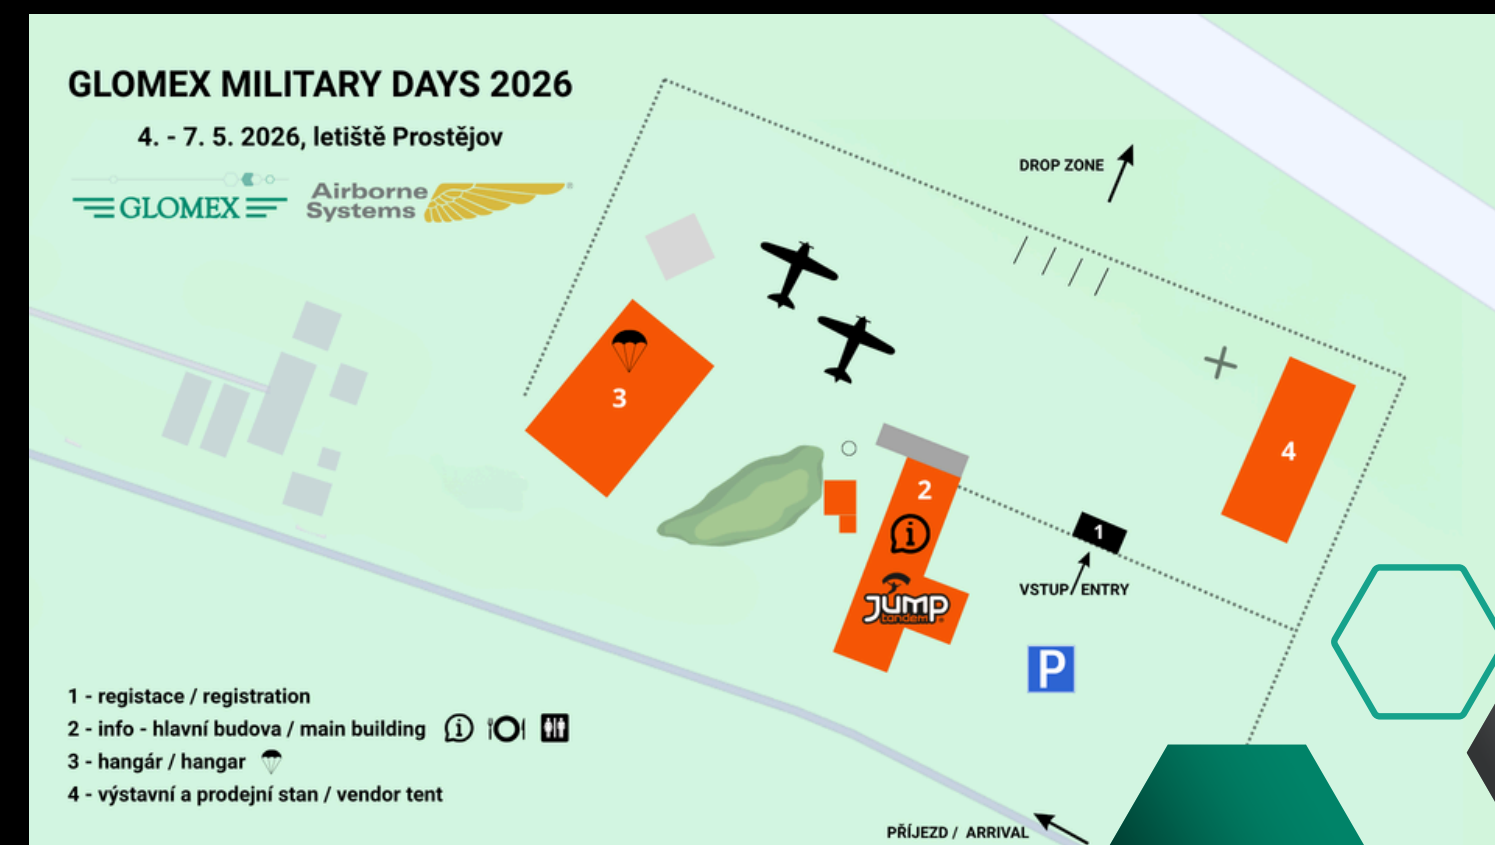 GLOMEX MILITARY DAYS 2026
4. - 7. 5. 2026, letiště Prostějov
GLOMEX
Airborne
Systems
DROP ZONE
3
4
2
1
VSTUP/ENTRY
JUMP
tandem
P
1 - registace / registration
2 - info - hlavní budova / main building
3 - hangár / hangar
4 - výstavní a prodejní stan / vendor tent
PŘÍJEZD / ARRIVAL